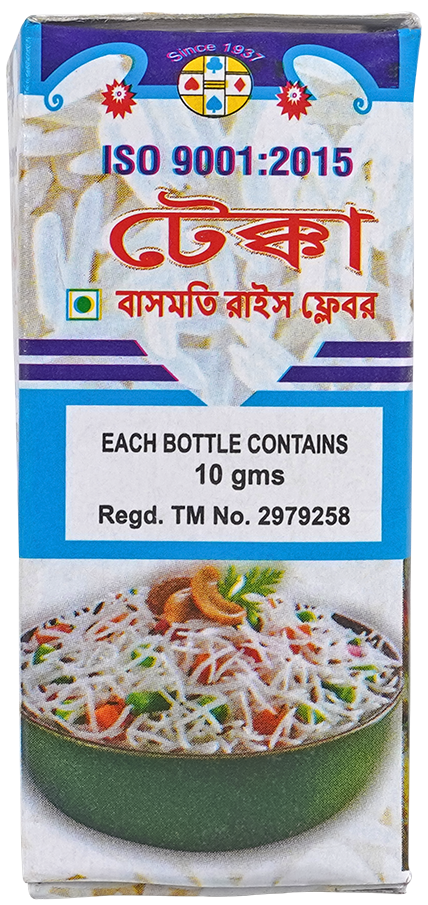 Since 1937
ISO 9001:2015
টেক্কা
বাসমতি রাইস ফ্লেবর
EACH BOTTLE CONTAINS
10 gms
Regd. TM No. 2979258